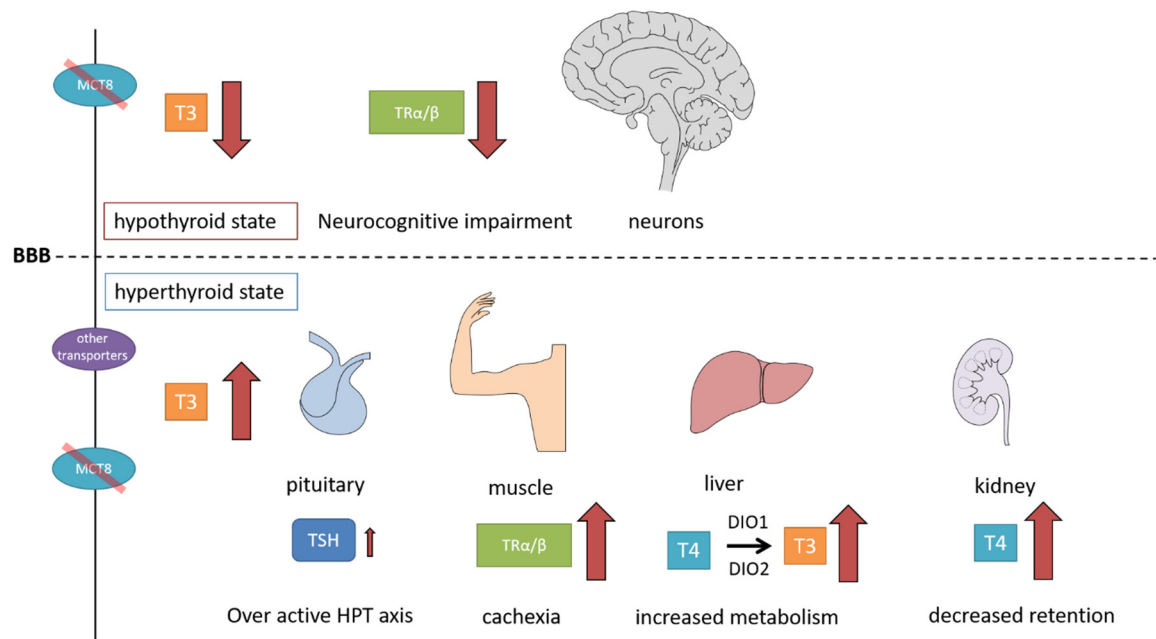 MCT8
T3
TRα/β
hypothyroid state
Neurocognitive impairment
neurons
BBB
hyperthyroid state
other
transporters
T3
MCT8
pituitary
muscle
liver
kidney
TSH
TRα/β
T4
DIO1
DIO2
T3
T4
Over active HPT axis
cachexia
increased metabolism
decreased retention